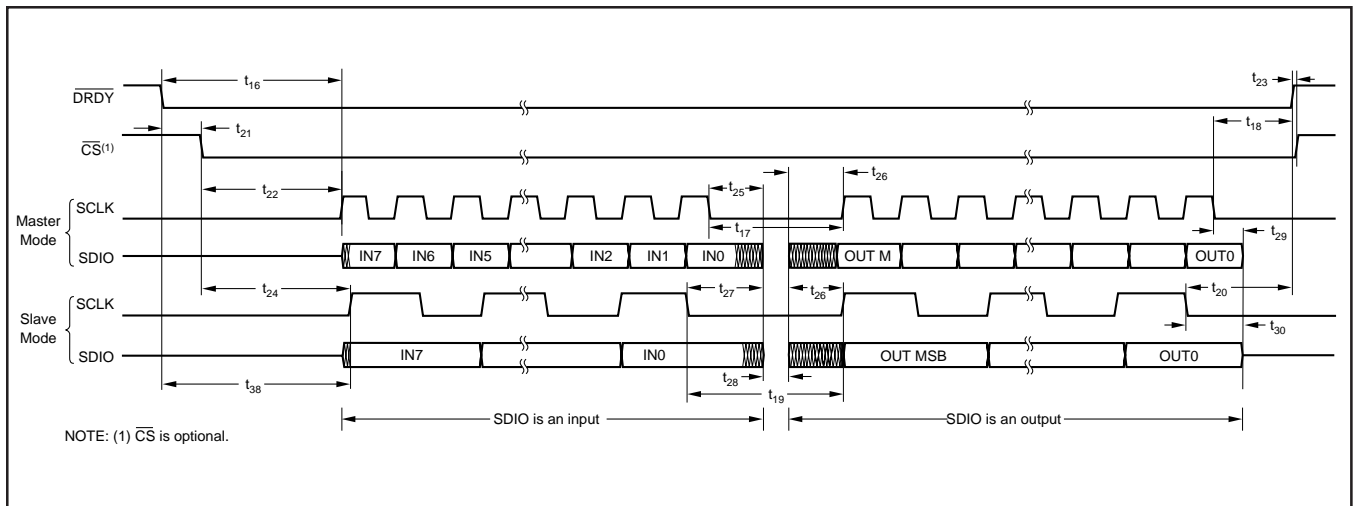 t16
t23
DRDY
t21
t18
CS(1)
t22
t25
t26
Master
Mode
SCLK
t17
t29
SDIO
IN7 IN6 IN5 IN2 IN1 IN0 OUT M OUT0
t24
t27
t26
t20
Slave
Mode
SCLK
t30
SDIO
IN7 IN0 OUT MSB OUT0
t38
t28
t19
SDIO is an input
SDIO is an output
NOTE: (1) CS is optional.